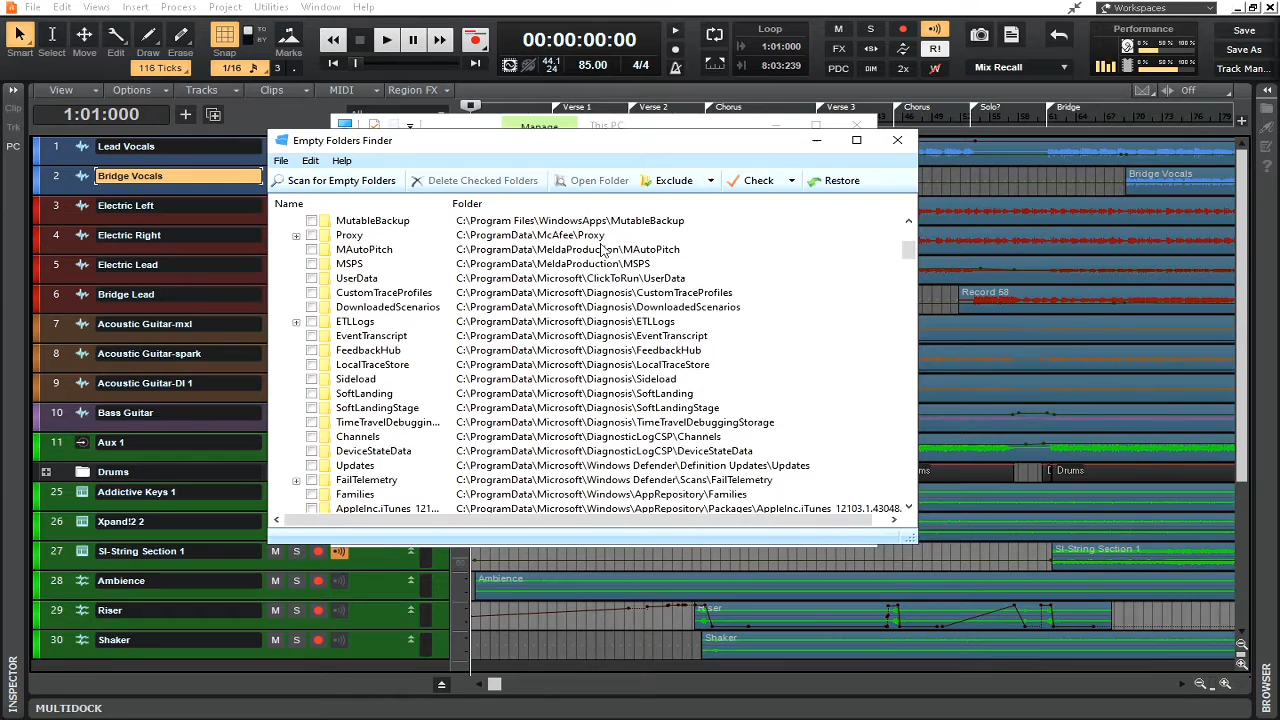 File Edit Views Insert Process Project Utilities Window Help
Workspaces
Smart Select Move Edit Draw Erase Snap TO BY Marks
116 Ticks 1/16 3
00:00:00:00
44.1 24 85.00 4/4
Loop
1:01:000
8:03:239
M S
FX
PDC DIM 2x
R!
Mix Recall
Performance
Save
Save As
Track Man...
View Options Tracks Clips MIDI Region FX Off
1:01:000
Verse 1 Verse 2 Chorus Verse 3 Chorus Solo? Bridge
Clip
Trk
PC
Manage This PC
Empty Folders Finder
File Edit Help
Scan for Empty Folders Delete Checked Folders Open Folder Exclude Check Restore
Name Folder
MutableBackup C:\Program Files\WindowsApps\MutableBackup
Proxy C:\ProgramData\McAfee\Proxy
MAutoPitch C:\ProgramData\MeldaProduction\MAutoPitch
MSPS C:\ProgramData\MeldaProduction\MSPS
UserData C:\ProgramData\Microsoft\ClickToRun\UserData
CustomTraceProfiles C:\ProgramData\Microsoft\Diagnosis\CustomTraceProfiles
DownloadedScenarios C:\ProgramData\Microsoft\Diagnosis\DownloadedScenarios
ETLLogs C:\ProgramData\Microsoft\Diagnosis\ETLLogs
EventTranscript C:\ProgramData\Microsoft\Diagnosis\EventTranscript
FeedbackHub C:\ProgramData\Microsoft\Diagnosis\FeedbackHub
LocalTraceStore C:\ProgramData\Microsoft\Diagnosis\LocalTraceStore
Sideload C:\ProgramData\Microsoft\Diagnosis\Sideload
SoftLanding C:\ProgramData\Microsoft\Diagnosis\SoftLanding
SoftLandingStage C:\ProgramData\Microsoft\Diagnosis\SoftLandingStage
TimeTravelDebuggin... C:\ProgramData\Microsoft\Diagnosis\TimeTravelDebuggingStorage
Channels C:\ProgramData\Microsoft\DiagnosticLogCSP\Channels
DeviceStateData C:\ProgramData\Microsoft\DiagnosticLogCSP\DeviceStateData
Updates C:\ProgramData\Microsoft\Windows Defender\Definition Updates\Updates
FailTelemetry C:\ProgramData\Microsoft\Windows Defender\Scans\FailTelemetry
Families C:\ProgramData\Microsoft\Windows\AppRepository\Families
AppleInc.iTunes_121... C:\ProgramData\Microsoft\Windows\AppRepository\Packages\AppleInc.iTunes_12103.1.43048.
1 Lead Vocals
2 Bridge Vocals
Bridge Vocals
3 Electric Left
4 Electric Right
5 Electric Lead
6 Bridge Lead
Record 58
7 Acoustic Guitar-mxl
8 Acoustic Guitar-spark
9 Acoustic Guitar-DI 1
10 Bass Guitar
11 Aux 1
Drums
Drums
25 Addictive Keys 1
26 Xpand!2 2
27 SI-String Section 1 M S
SI-String Section 1
28 Ambience M S
Ambience
29 Riser M S
Riser
30 Shaker M S
Shaker
INSPECTOR
BROWSER
MULTIDOCK